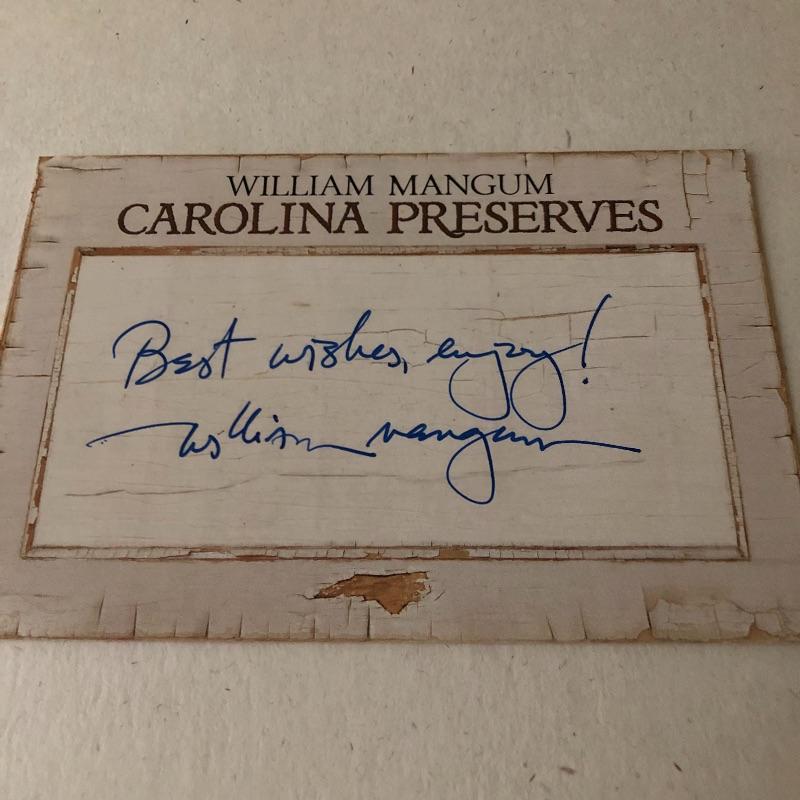 WILLIAM MANGUM
CAROLINA PRESERVES
Best wishes, enjoy!
William Mangum